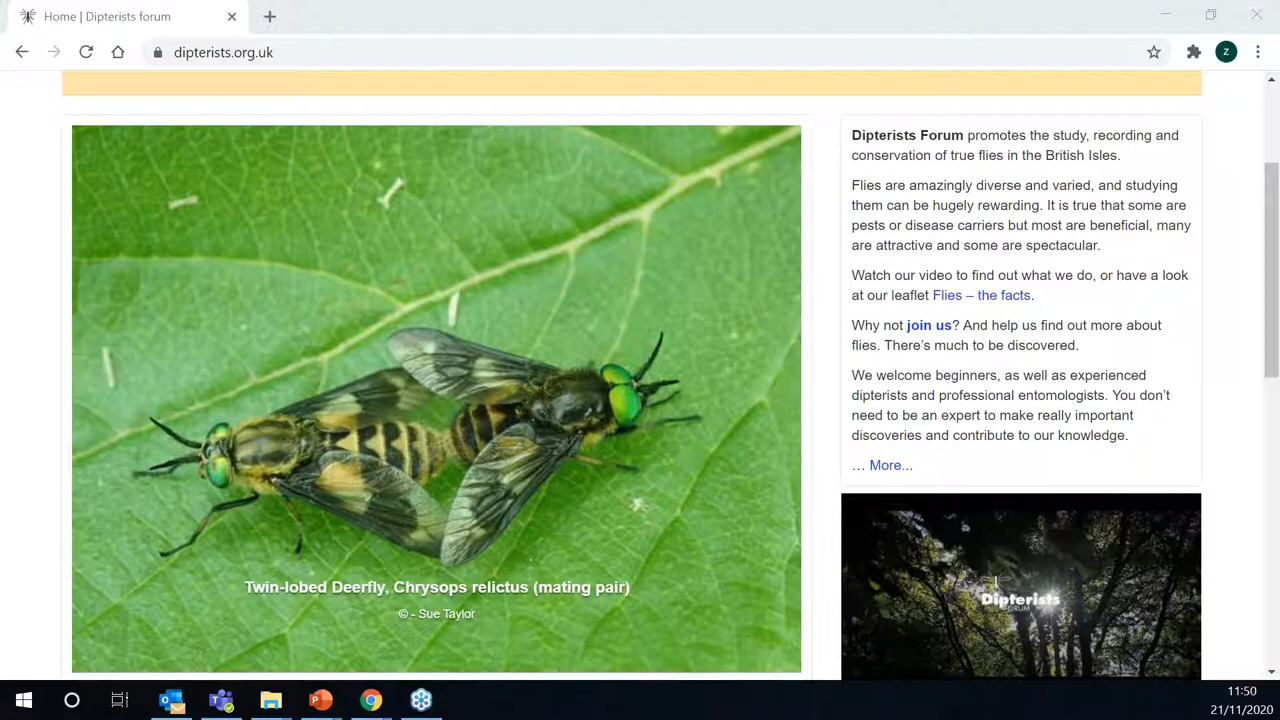 Home | Dipterists forum
dipterists.org.uk
Z
Dipterists Forum promotes the study, recording and
conservation of true flies in the British Isles.
Flies are amazingly diverse and varied, and studying
them can be hugely rewarding. It is true that some are
pests or disease carriers but most are beneficial, many
are attractive and some are spectacular.
Watch our video to find out what we do, or have a look
at our leaflet Flies – the facts.
Why not join us? And help us find out more about
flies. There's much to be discovered.
We welcome beginners, as well as experienced
dipterists and professional entomologists. You don't
need to be an expert to make really important
discoveries and contribute to our knowledge.
… More...
Twin-lobed Deerfly, Chrysops relictus (mating pair)
© - Sue Taylor
Dipterists
FORUM
11:50
21/11/2020